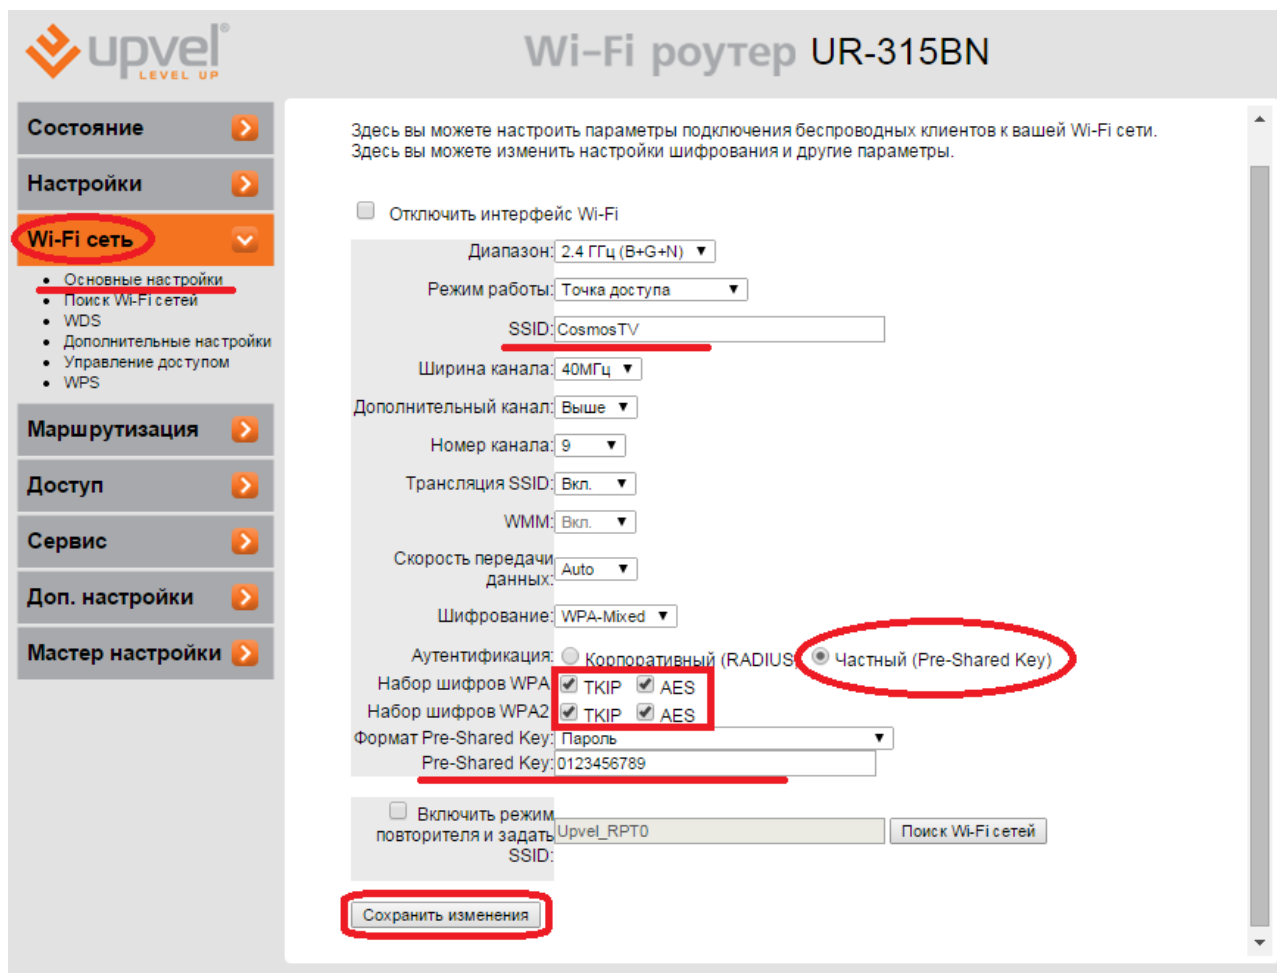 upvel®
LEVEL UP
Wi-Fi роутер UR-315BN
Состояние
Настройки
Wi-Fi сеть
Основные настройки
Поиск Wi-Fi сетей
WDS
Дополнительные настройки
Управление доступом
WPS
Маршрутизация
Доступ
Сервис
Доп. настройки
Мастер настройки
Здесь вы можете настроить параметры подключения беспроводных клиентов к вашей Wi-Fi сети.
Здесь вы можете изменить настройки шифрования и другие параметры.
Отключить интерфейс Wi-Fi
Диапазон: 2.4 ГГц (B+G+N)
Режим работы: Точка доступа
SSID: CosmosTV
Ширина канала: 40МГц
Дополнительный канал: Выше
Номер канала: 9
Трансляция SSID: Вкл.
WMM: Вкл.
Скорость передачи
данных: Auto
Шифрование: WPA-Mixed
Аутентификация: Корпоративный (RADIUS) Частный (Pre-Shared Key)
Набор шифров WPA TKIP AES
Набор шифров WPA2 TKIP AES
Формат Pre-Shared Key: Пароль
Pre-Shared Key: 0123456789
Включить режим
повторителя и задать Upvel_RPT0 Поиск Wi-Fi сетей
SSID:
Сохранить изменения